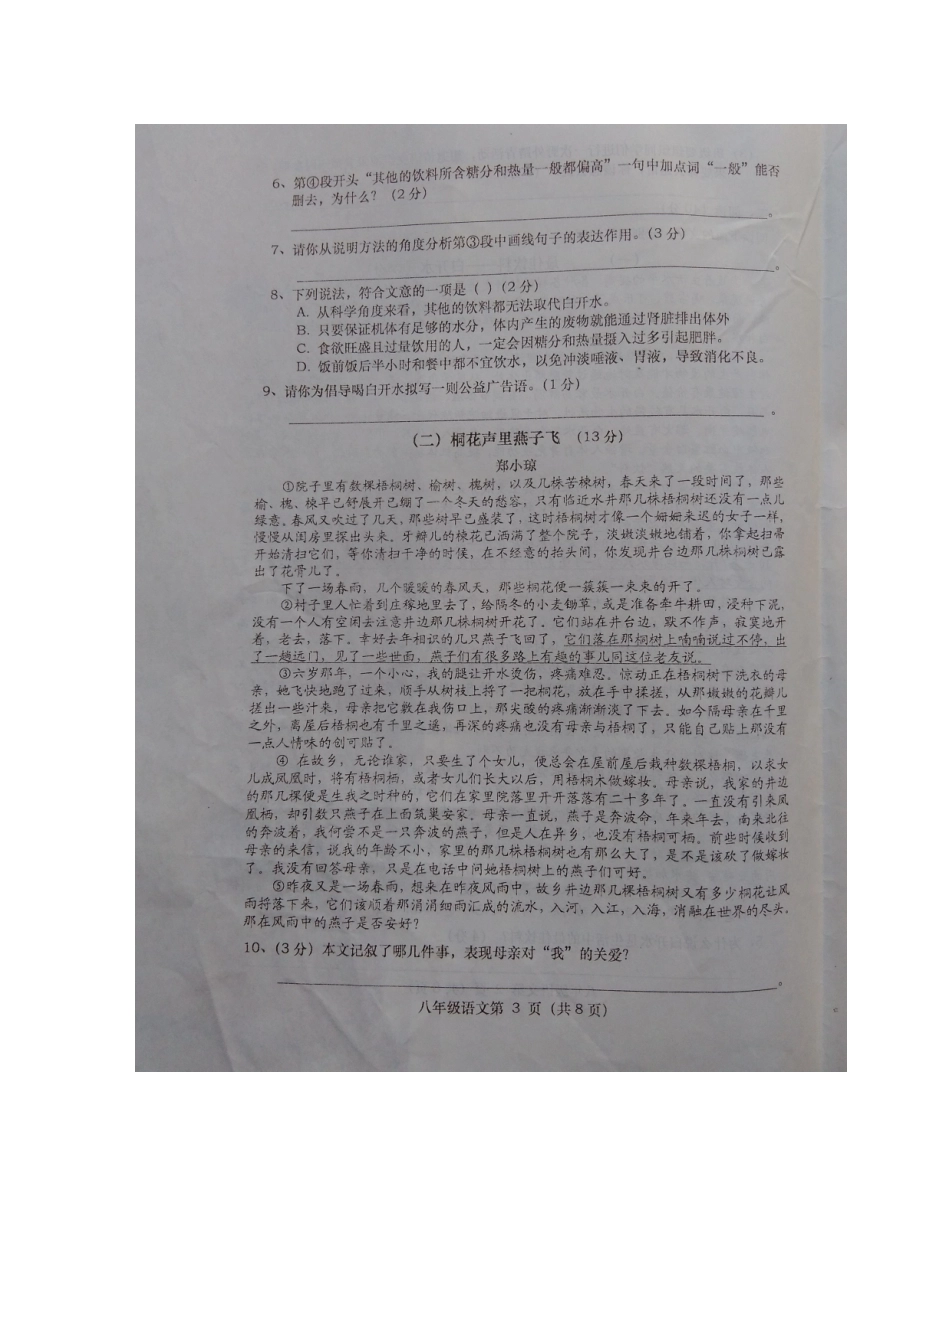 6、第④段开头“其他的饮料所含糖分和热量一般都偏高”一句中加点词“一般”能否
删去，为什么？（2分）
。
7、请你从说明方法的角度分析第③段中画线句子的表达作用。（3分）
。
8、下列说法，符合文意的一项是（ ）（2分）
A. 从科学角度来看，其他的饮料都无法取代白开水。
B. 只要保证机体有足够的水分，体内产生的废物就能通过肾脏排出体外
C. 食欲旺盛且过量饮用的人，一定会因糖分和热量摄入过多引起肥胖。
D. 饭前饭后半小时和餐中都不宜饮水，以免冲淡唾液、胃液，导致消化不良。
9、请你为倡导喝白开水拟写一则公益广告语。（1分）
。
（二）桐花声里燕子飞 （13分）
郑小琼
①院子里有数棵梧桐树、榆树、槐树，以及几株苦楝树，春天来了一段时间了，那些
榆、槐、楝早已舒展开已绷了一个冬天的愁容，只有临近水井那几株梧桐树还没有一点儿
绿意。春风又吹过了几天，那些树早已盛装了，这时梧桐树才像一个姗姗来迟的女子一样，
慢慢从闺房里探出头来。牙瓣儿的楝花已洒满了整个院子，淡嫩淡嫩地铺着，你拿起扫帚
开始清扫它们，等你清扫干净的时候，在不经意的抬头间，你发现井台边那几株桐树已露
出了花骨儿了。
下了一场春雨，几个暖暖的春风天，那些桐花便一簇簇一束束的开了。
②村子里人忙着到庄稼地里去了，给隔冬的小麦锄草，或是准备牵牛耕田，浸种下泥，
没有一个人有空闲去注意井边那几株桐树开花了。它们站在井台边，默不作声，寂寞地开
着，老去，落下。幸好去年相识的几只燕子飞回了，它们落在那桐树上喃喃说过不停，出
了一趟远门，见了一些世面，燕子们有很多路上有趣的事儿同这位老友说。
③六岁那年，一个小心，我的腿让开水烫伤，疼痛难忍。惊动正在梧桐树下洗衣的母
亲，她飞快地跑了过来，顺手从树枝上捋了一把桐花，放在手中揉搓，从那嫩嫩的花瓣儿
搓出一些汁来，母亲把它敷在我伤口上，那尖酸的疼痛渐渐淡了下去。如今隔母亲在千里
之外，离屋后梧桐也有千里之遥，再深的疼痛也没有母亲与梧桐了，只能自己贴上那没有
一点人情味的创可贴了。
④ 在故乡，无论谁家，只要生了个女儿，便总会在屋前屋后栽种数棵梧桐，以求女
儿成凤凰时，将有梧桐栖，或者女儿们长大以后，用梧桐木做嫁妆。母亲说，我家的井边
的那几棵便是生我之时种的，它们在家里院落里开开落落有二十多年了。一直没有引来凤
凰栖，却引数只燕子在上面筑巢安家。母亲一直说，燕子是奔波命，年来年去，南来北往
的奔波着，我何尝不是一只奔波的燕子，但是人在异乡，也没有梧桐可栖。前些时候收到
母亲的来信，说我的年龄不小，家里的那几株梧桐树也有那么大了，是不是该砍了做嫁妆
了。我没有回答母亲，只是在电话中问她梧桐树上的燕子们可好。
⑤昨夜又是一场春雨，想来在昨夜风雨中，故乡井边那几棵梧桐树又有多少桐花让风
雨捋落下来，它们该顺着那涓涓细雨汇成的流水，入河，入江，入海，消融在世界的尽头，
那在风雨中的燕子是否安好？
10、（3分）本文记叙了哪几件事，表现母亲对“我”的关爱？
。
八年级语文第 3 页（共8页）